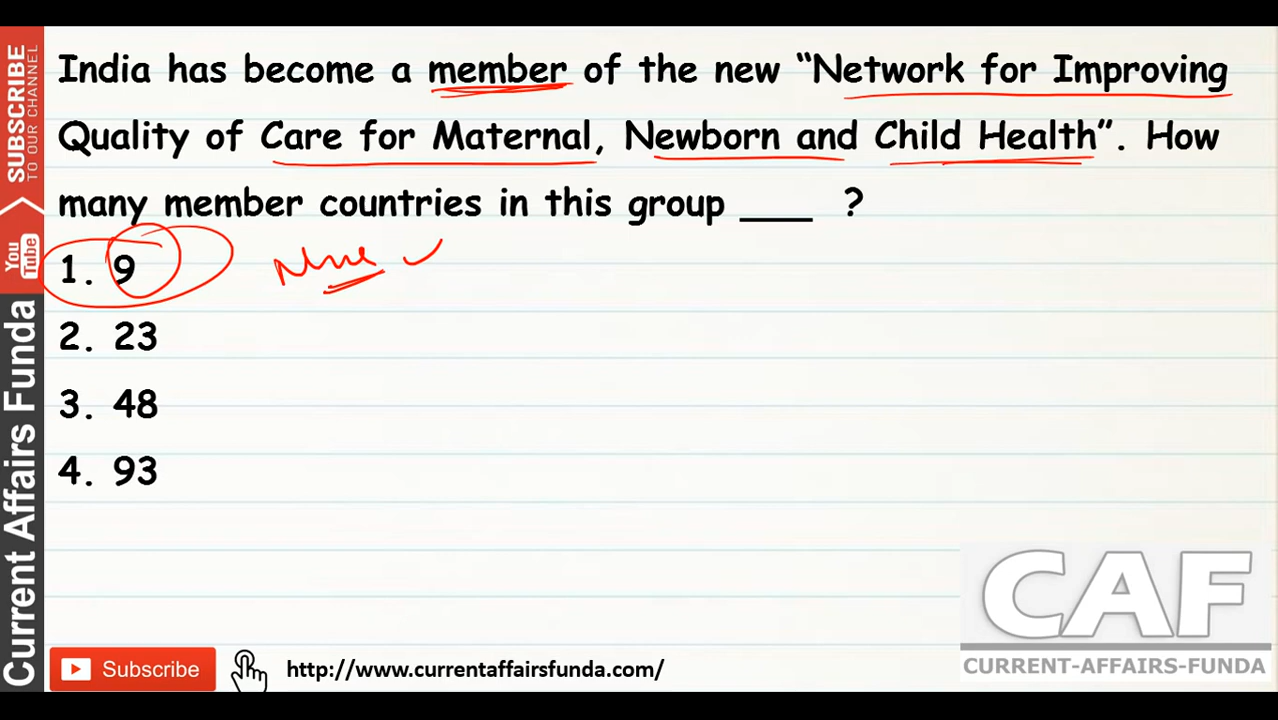 India has become a member of the new “Network for Improving
Quality of Care for Maternal, Newborn and Child Health”. How
many member countries in this group ____ ?
1. 9
Nine
2. 23
3. 48
4. 93
SUBSCRIBE
TO OUR CHANNEL
You
Tube
Current Affairs Funda
CAF
CURRENT-AFFAIRS-FUNDA
Subscribe
http://www.currentaffairsfunda.com/